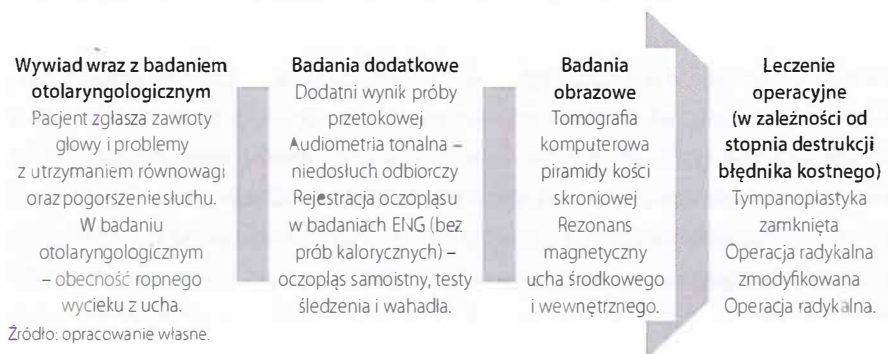 Wywiad wraz z badaniem
otolaryngologicznym
Pacjent zgłasza zawroty
głowy i problemy
z utrzymaniem równowagi
oraz pogorszenie słuchu.
W badaniu
otolaryngologicznym
– obecność ropnego
wycieku z ucha.
Badania dodatkowe
Dodatni wynik próby
przetokowej
Audiometria tonalna –
niedosłuch odbiorczy
Rejestracja oczopląsu
w badaniach ENG (bez
prób kalorycznych) –
oczopląs samoistny, testy
śledzenia i wahadła.
Badania
obrazowe
Tomografia
komputerowa
piramidy kości
skroniowej
Rezonans
magnetyczny
ucha środkowego
i wewnętrznego.
Leczenie
operacyjne
(w zależności od
stopnia destrukcji
błędnika kostnego)
Tympanoplastyka
zamknięta
Operacja radykalna
zmodyfikowana
Operacja radykalna.
Źródło: opracowanie własne.